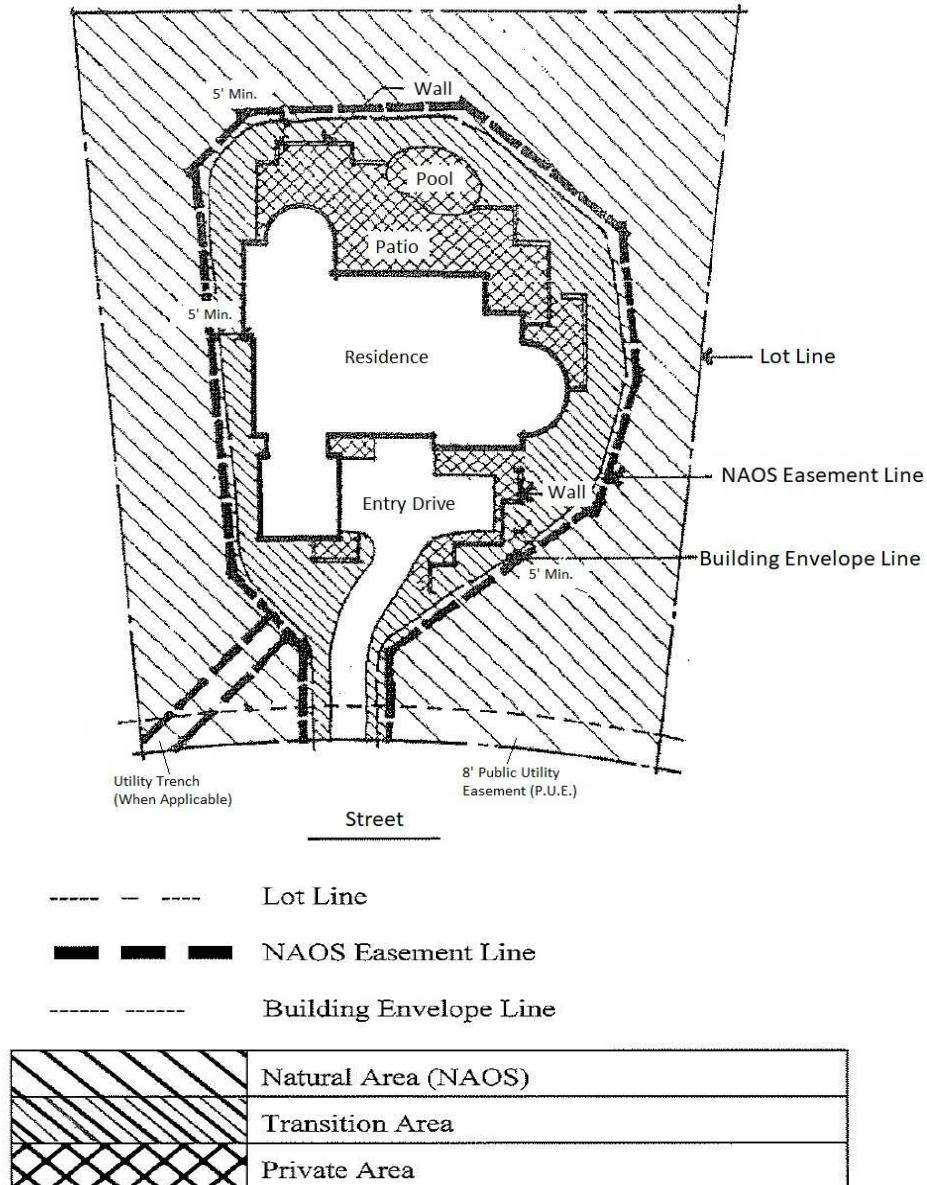 5' Min.
Wall
Pool
Patio
5' Min.
Residence
Lot Line
NAOS Easement Line
Entry Drive
Wall
Building Envelope Line
5' Min.
Utility Trench
(When Applicable)
8' Public Utility
Easement (P.U.E.)
Street
Lot Line
NAOS Easement Line
Building Envelope Line
Natural Area (NAOS)
Transition Area
Private Area